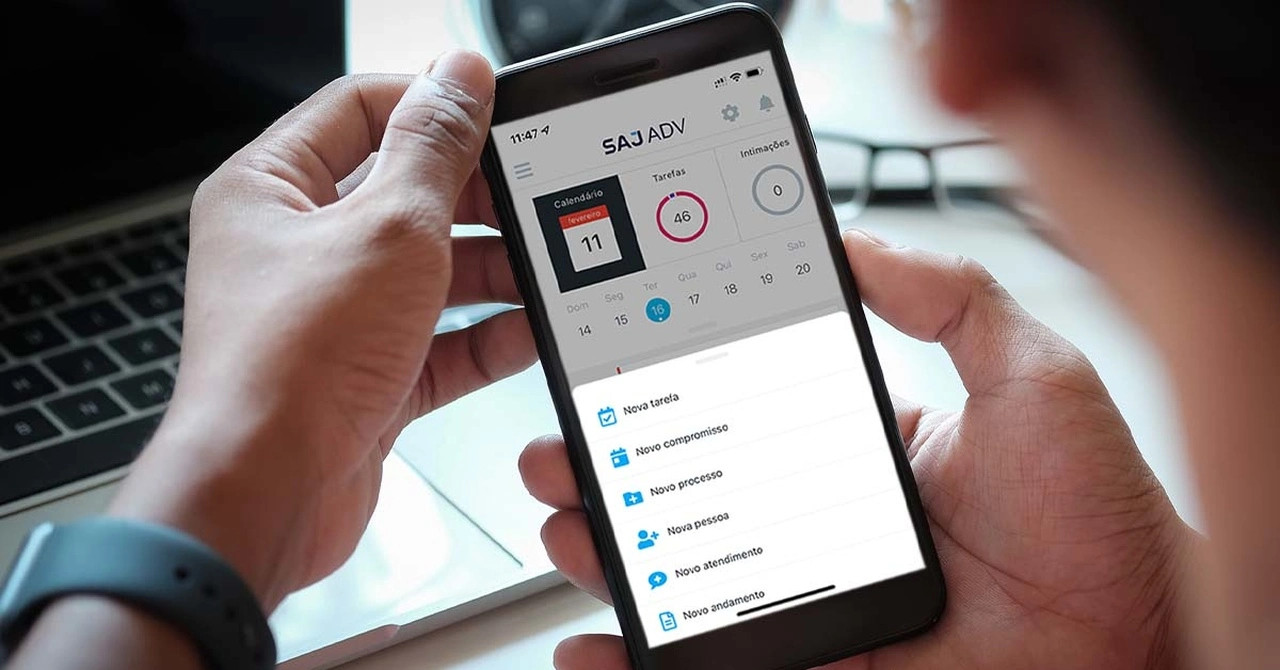 11:47
SAJ ADV
Calendário
fevereiro
11
Tarefas
46
Intimações
0
Dom Seg Ter Qua Qui Sex Sab
14 15 16 17 18 19 20
Nova tarefa
Novo compromisso
Novo processo
Nova pessoa
Novo atendimento
Novo andamento